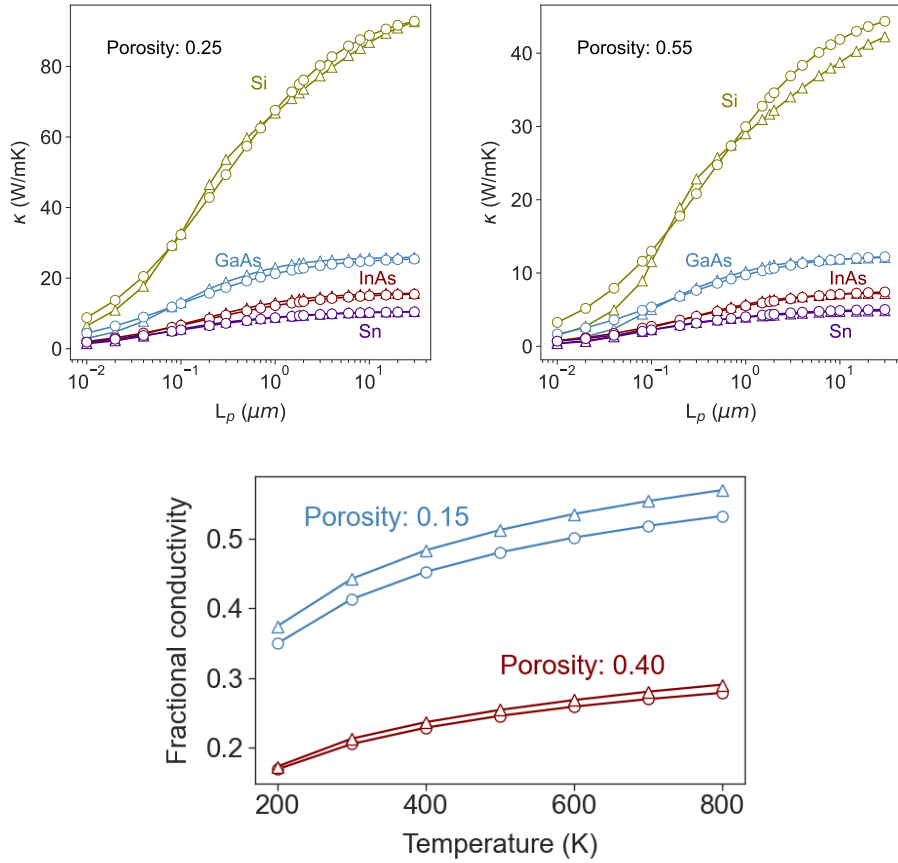 Porosity: 0.25
Si
GaAs
InAs
Sn
κ (W/mK)
80
60
40
20
0
10⁻² 10⁻¹ 10⁰ 10¹
Lₚ (μm)
Porosity: 0.55
Si
GaAs
InAs
Sn
κ (W/mK)
40
30
20
10
0
10⁻² 10⁻¹ 10⁰ 10¹
Lₚ (μm)
Porosity: 0.15
Porosity: 0.40
Fractional conductivity
0.5
0.4
0.3
0.2
200 400 600 800
Temperature (K)